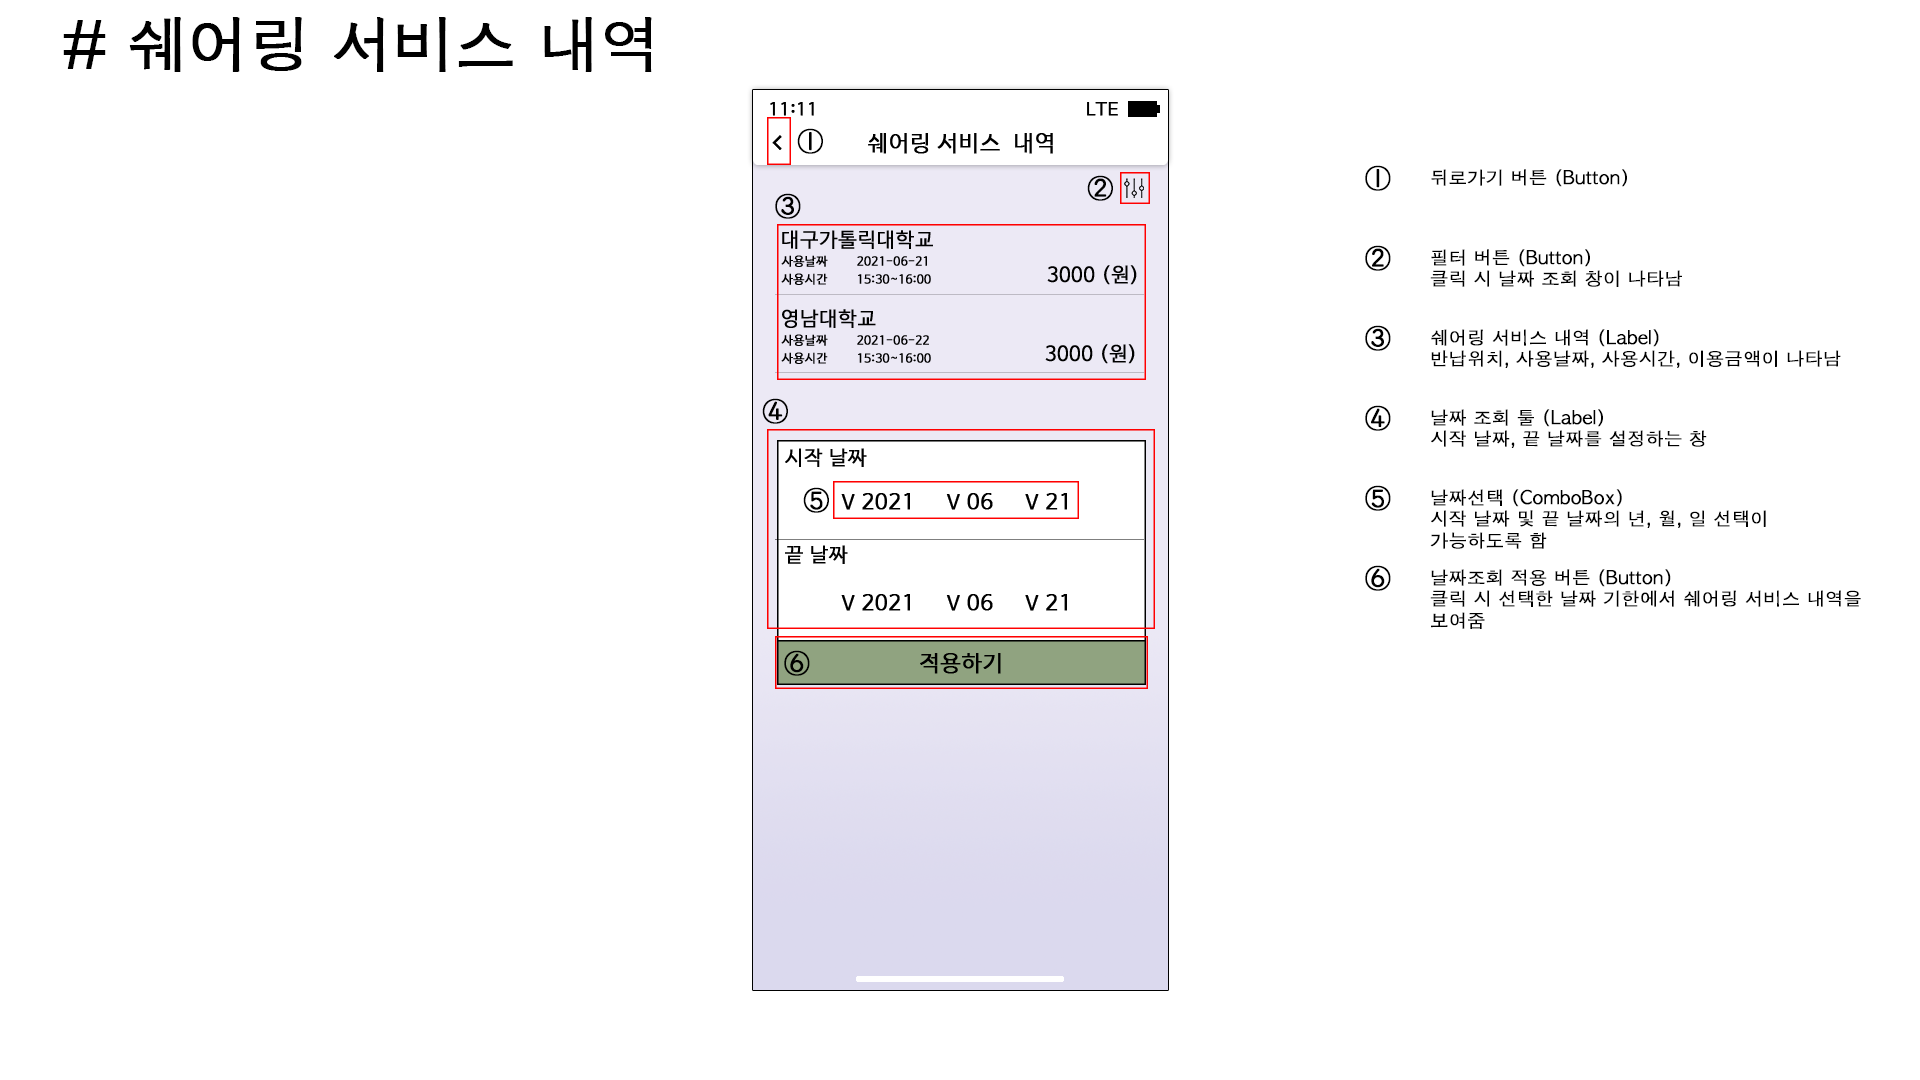 # 쉐어링 서비스 내역
11:11 LTE
< ① 쉐어링 서비스 내역
②
③
대구가톨릭대학교
사용날짜 2021-06-21
사용시간 15:30~16:00
3000 (원)
영남대학교
사용날짜 2021-06-22
사용시간 15:30~16:00
3000 (원)
④
시작 날짜
⑤ V 2021 V 06 V 21
끝 날짜
V 2021 V 06 V 21
⑥ 적용하기
① 뒤로가기 버튼 (Button)
② 필터 버튼 (Button)
클릭 시 날짜 조회 창이 나타남
③ 쉐어링 서비스 내역 (Label)
반납위치, 사용날짜, 사용시간, 이용금액이 나타남
④ 날짜 조회 툴 (Label)
시작 날짜, 끝 날짜를 설정하는 창
⑤ 날짜선택 (ComboBox)
시작 날짜 및 끝 날짜의 년, 월, 일 선택이
가능하도록 함
⑥ 날짜조회 적용 버튼 (Button)
클릭 시 선택한 날짜 기한에서 쉐어링 서비스 내역을
보여줌